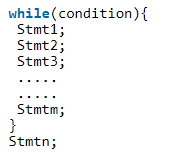 while(condition){
 Stmt1;
 Stmt2;
 Stmt3;
 .....
 .....
 Stmtm;
}
Stmtn;